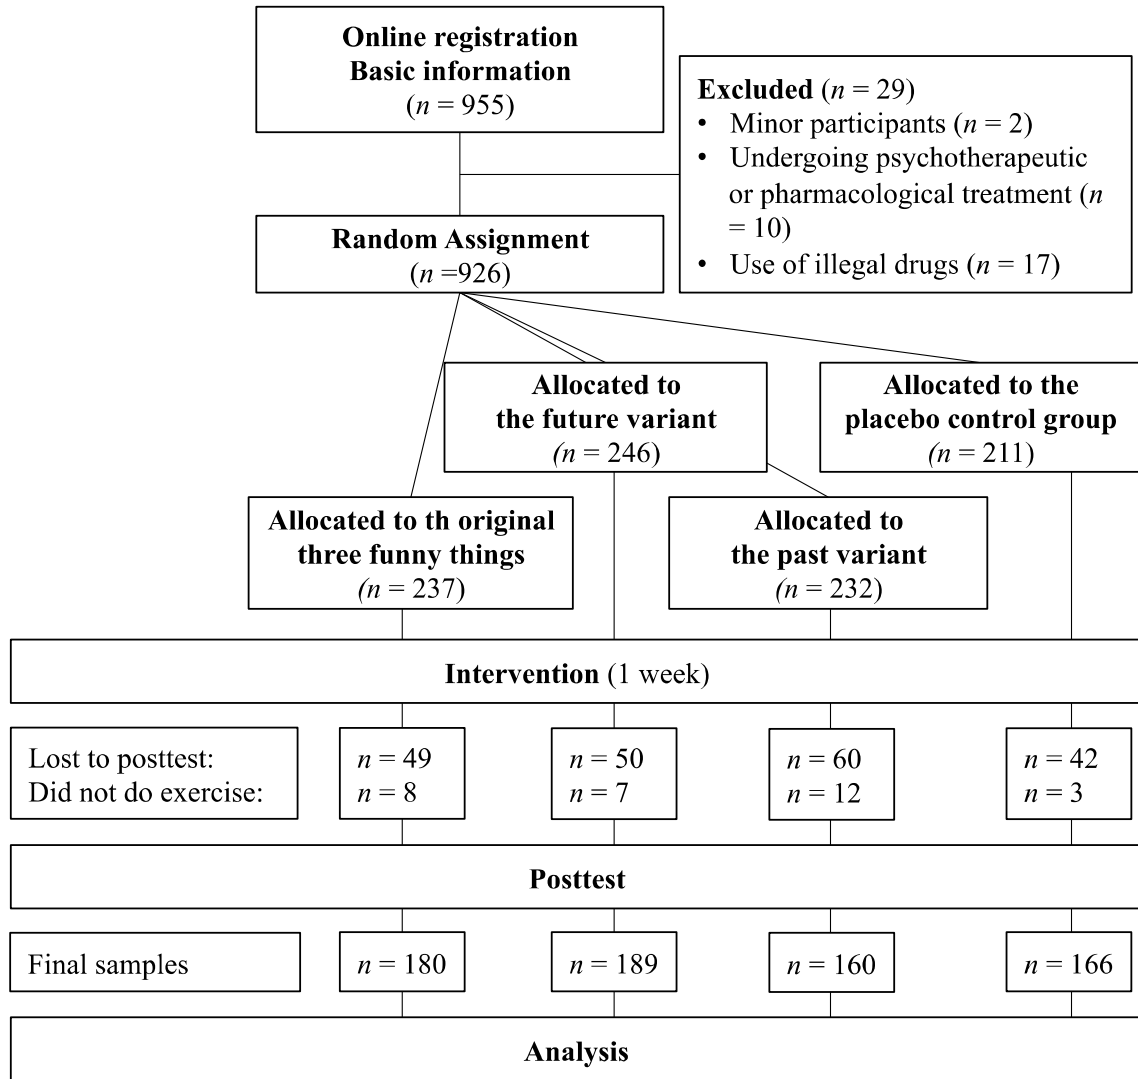 Online registration
Basic information
(n = 955)
Excluded (n = 29)
• Minor participants (n = 2)
• Undergoing psychotherapeutic
or pharmacological treatment (n
= 10)
• Use of illegal drugs (n = 17)
Random Assignment
(n =926)
Allocated to
the future variant
(n = 246)
Allocated to the
placebo control group
(n = 211)
Allocated to th original
three funny things
(n = 237)
Allocated to
the past variant
(n = 232)
Intervention (1 week)
Lost to posttest:
Did not do exercise:
n = 49
n = 8
n = 50
n = 7
n = 60
n = 12
n = 42
n = 3
Posttest
Final samples
n = 180
n = 189
n = 160
n = 166
Analysis